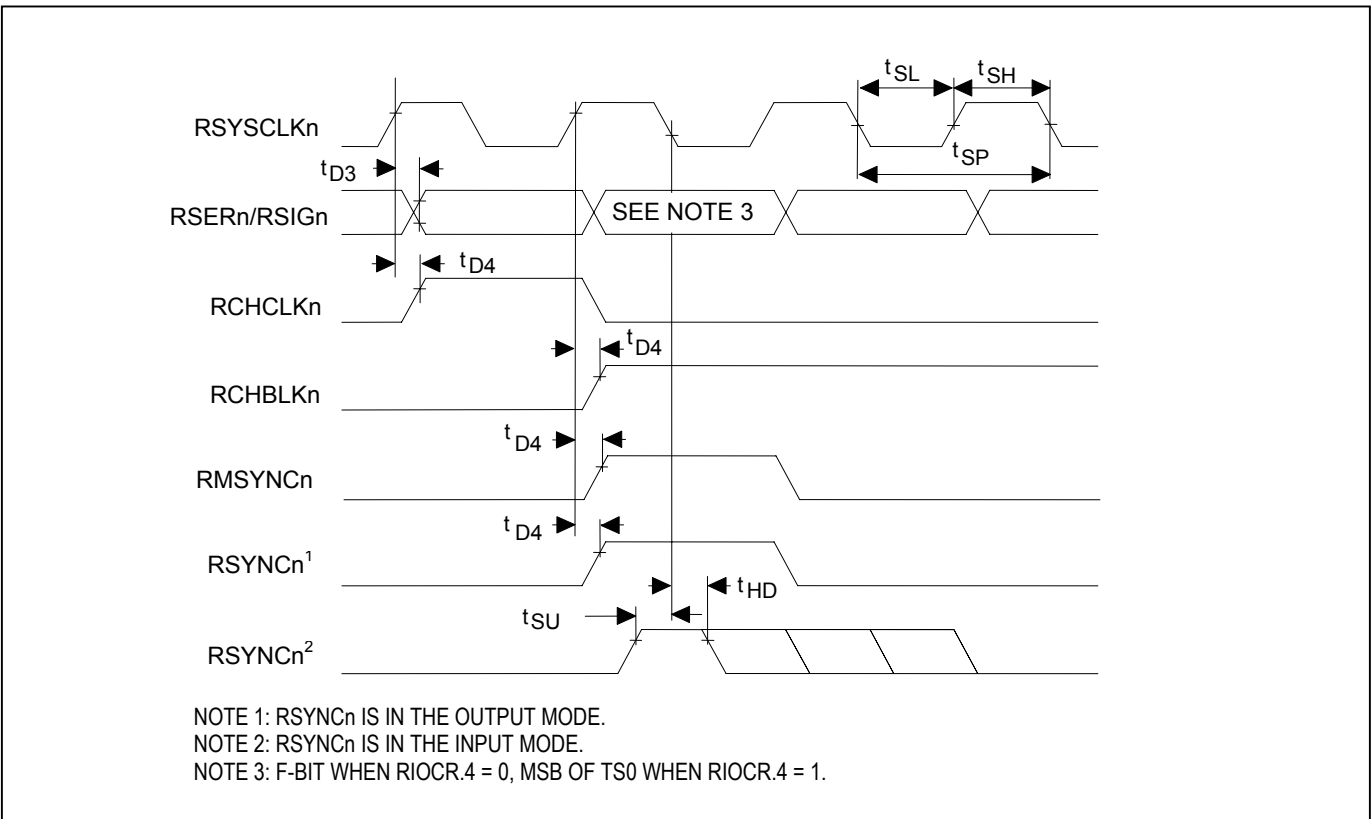 tSL tSH
RSYSCLKn
tSP
tD3
RSERn/RSIGn SEE NOTE 3
tD4
RCHCLKn
tD4
RCHBLKn
tD4
RMSYNCn
tD4
RSYNCn1
tHD
tSU
RSYNCn2
NOTE 1: RSYNCn IS IN THE OUTPUT MODE.
NOTE 2: RSYNCn IS IN THE INPUT MODE.
NOTE 3: F-BIT WHEN RIOCR.4 = 0, MSB OF TS0 WHEN RIOCR.4 = 1.